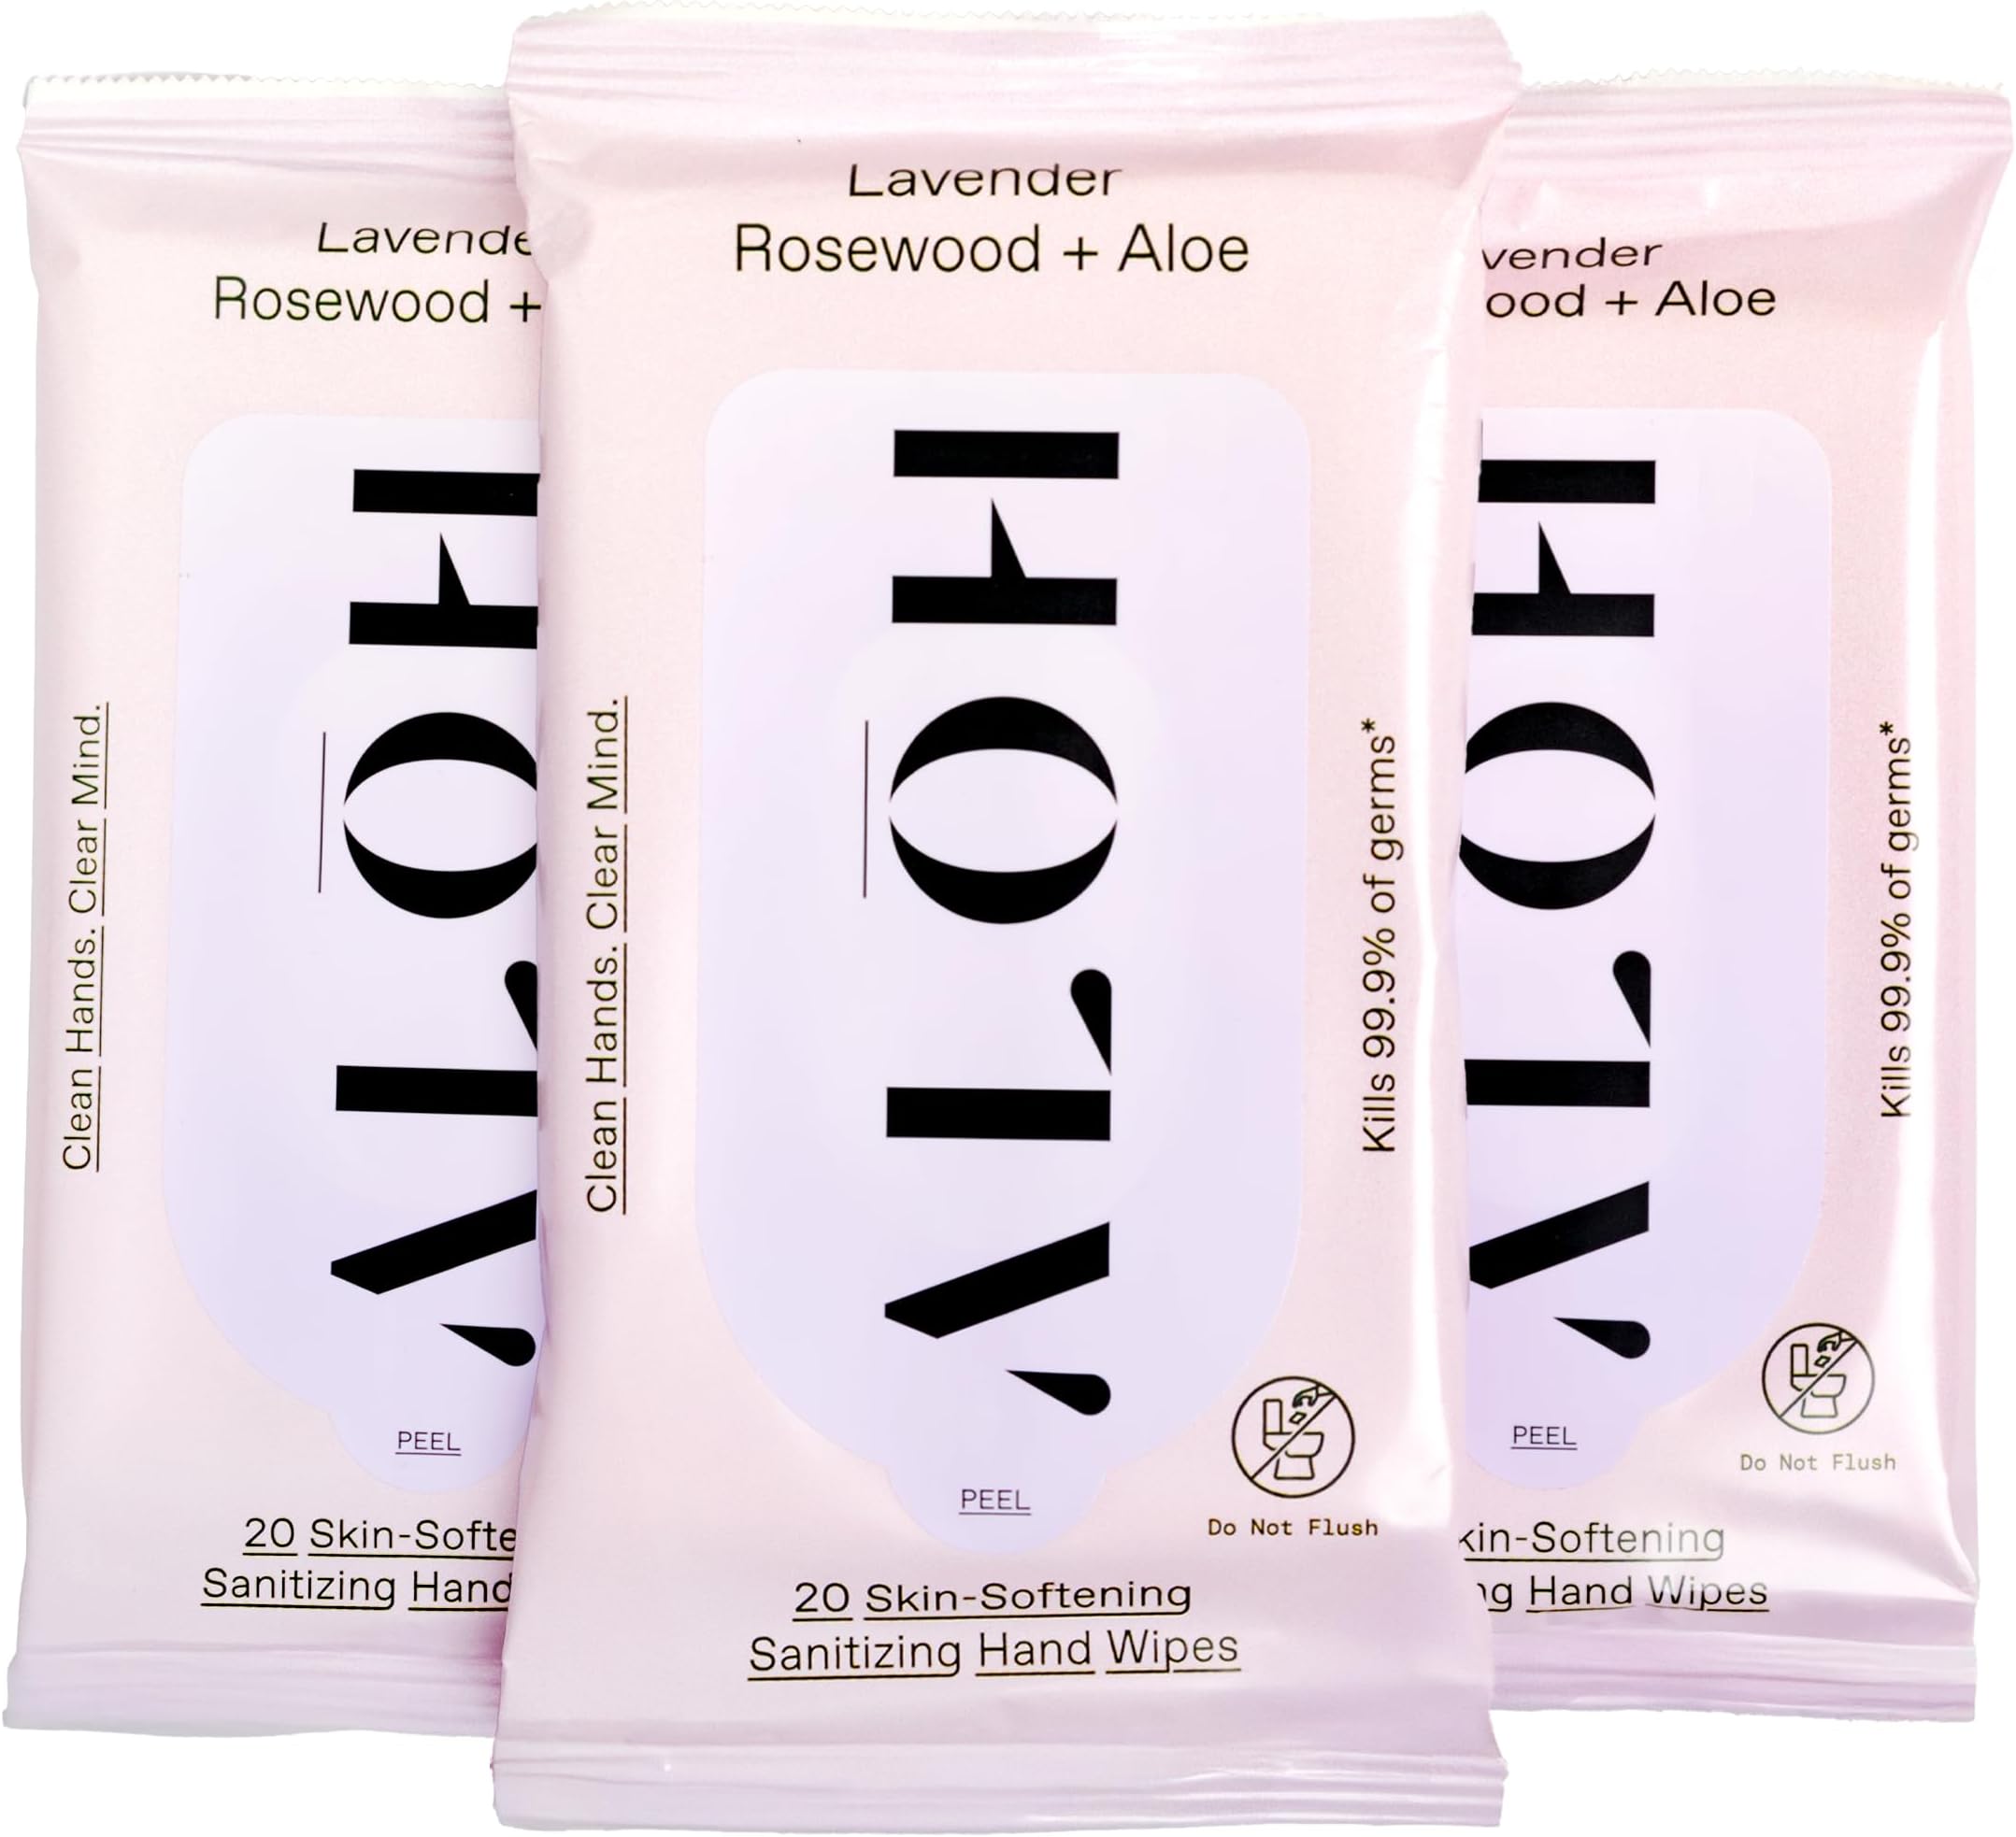 Lavende
Rosewood +
Clean Hands. Clear Mind.
PEEL
20 Skin-Softe
Sanitizing Hand
Lavender
Rosewood + Aloe
ALŌH
Clean Hands. Clear Mind.
Kills 99.9% of germs*
PEEL
Do Not Flush
20 Skin-Softening
Sanitizing Hand Wipes
vender
ood + Aloe
ALOH
Kills 99.9% of germs*
PEEL
Do Not Flush
kin-Softening
g Hand Wipes